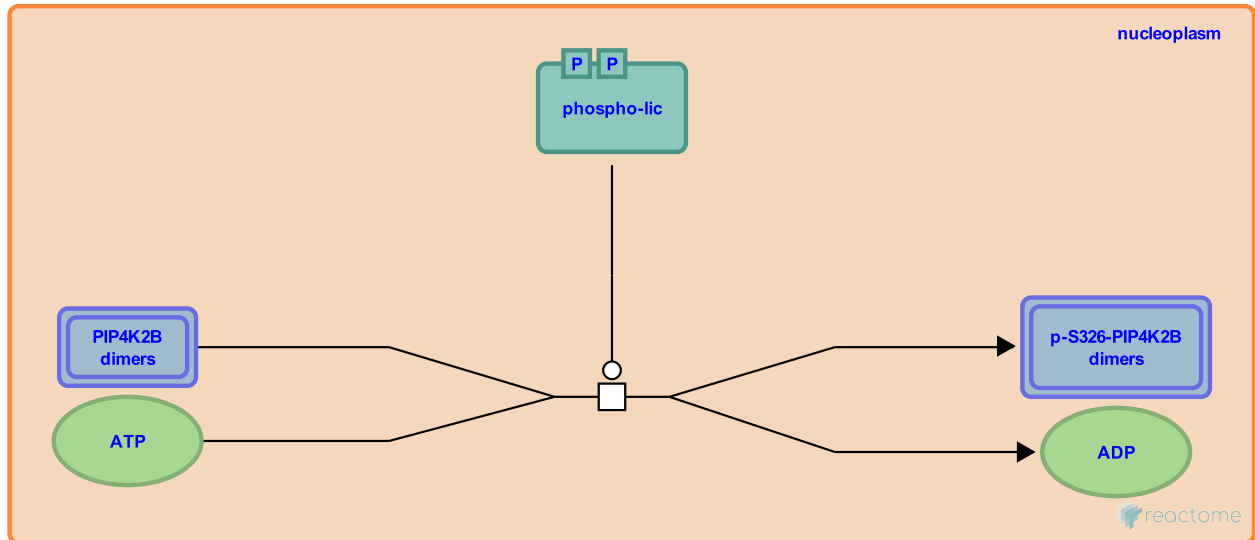 nucleoplasm
P P
phospho-lic
PIP4K2B
dimers
p-S326-PIP4K2B
dimers
ATP
ADP
reactome